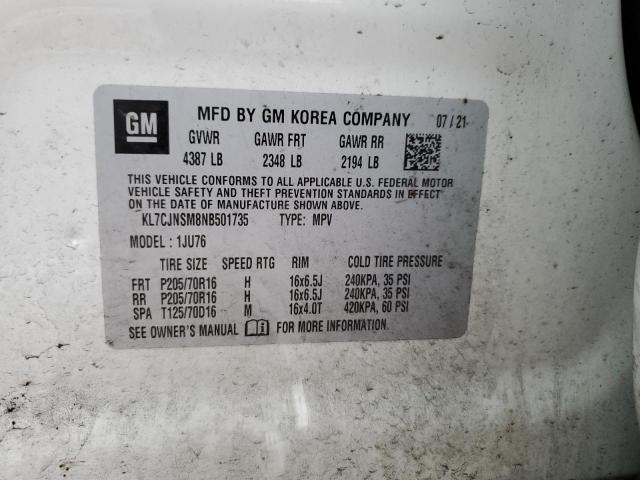 GM
MFD BY GM KOREA COMPANY 07 / 21
GVWR GAWR FRT GAWR RR
4387 LB 2348 LB 2194 LB
THIS VEHICLE CONFORMS TO ALL APPLICABLE U.S. FEDERAL MOTOR
VEHICLE SAFETY AND THEFT PREVENTION STANDARDS IN EFFECT
ON THE DATE OF MANUFACTURE SHOWN ABOVE.
KL7CJNSM8NB501735 TYPE: MPV
MODEL : 1JU76
TIRE SIZE SPEED RTG RIM COLD TIRE PRESSURE
FRT P205/70R16 H 16x6.5J 240KPA, 35 PSI
RR P205/70R16 H 16x6.5J 240KPA, 35 PSI
SPA T125/70D16 M 16x4.0T 420KPA, 60 PSI
SEE OWNER'S MANUAL FOR MORE INFORMATION.